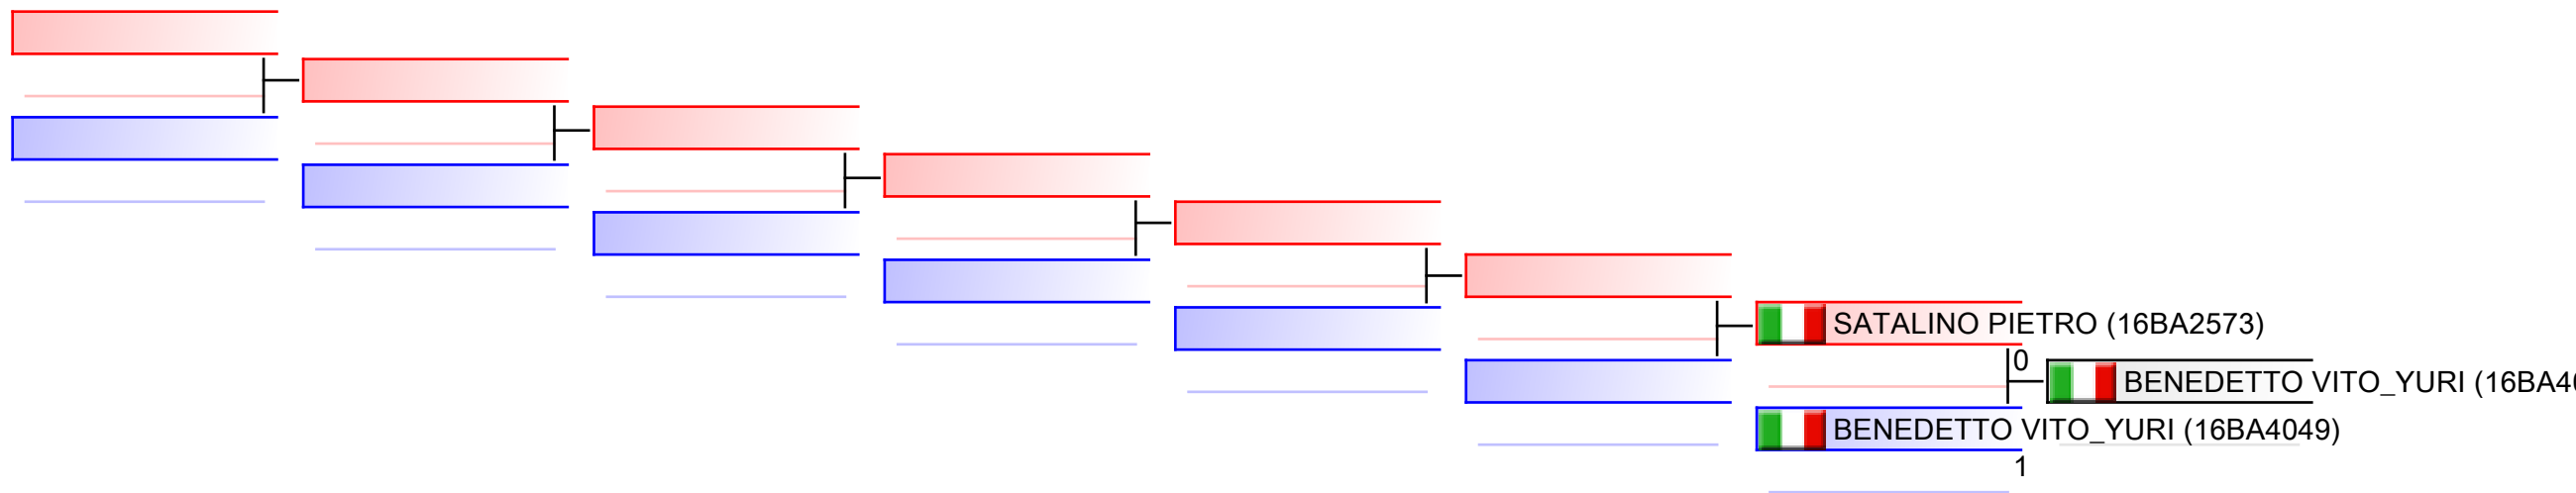 SATALINO PIETRO (16BA2573)
0
BENEDETTO VITO_YURI (16BA4
BENEDETTO VITO_YURI (16BA4049)
1